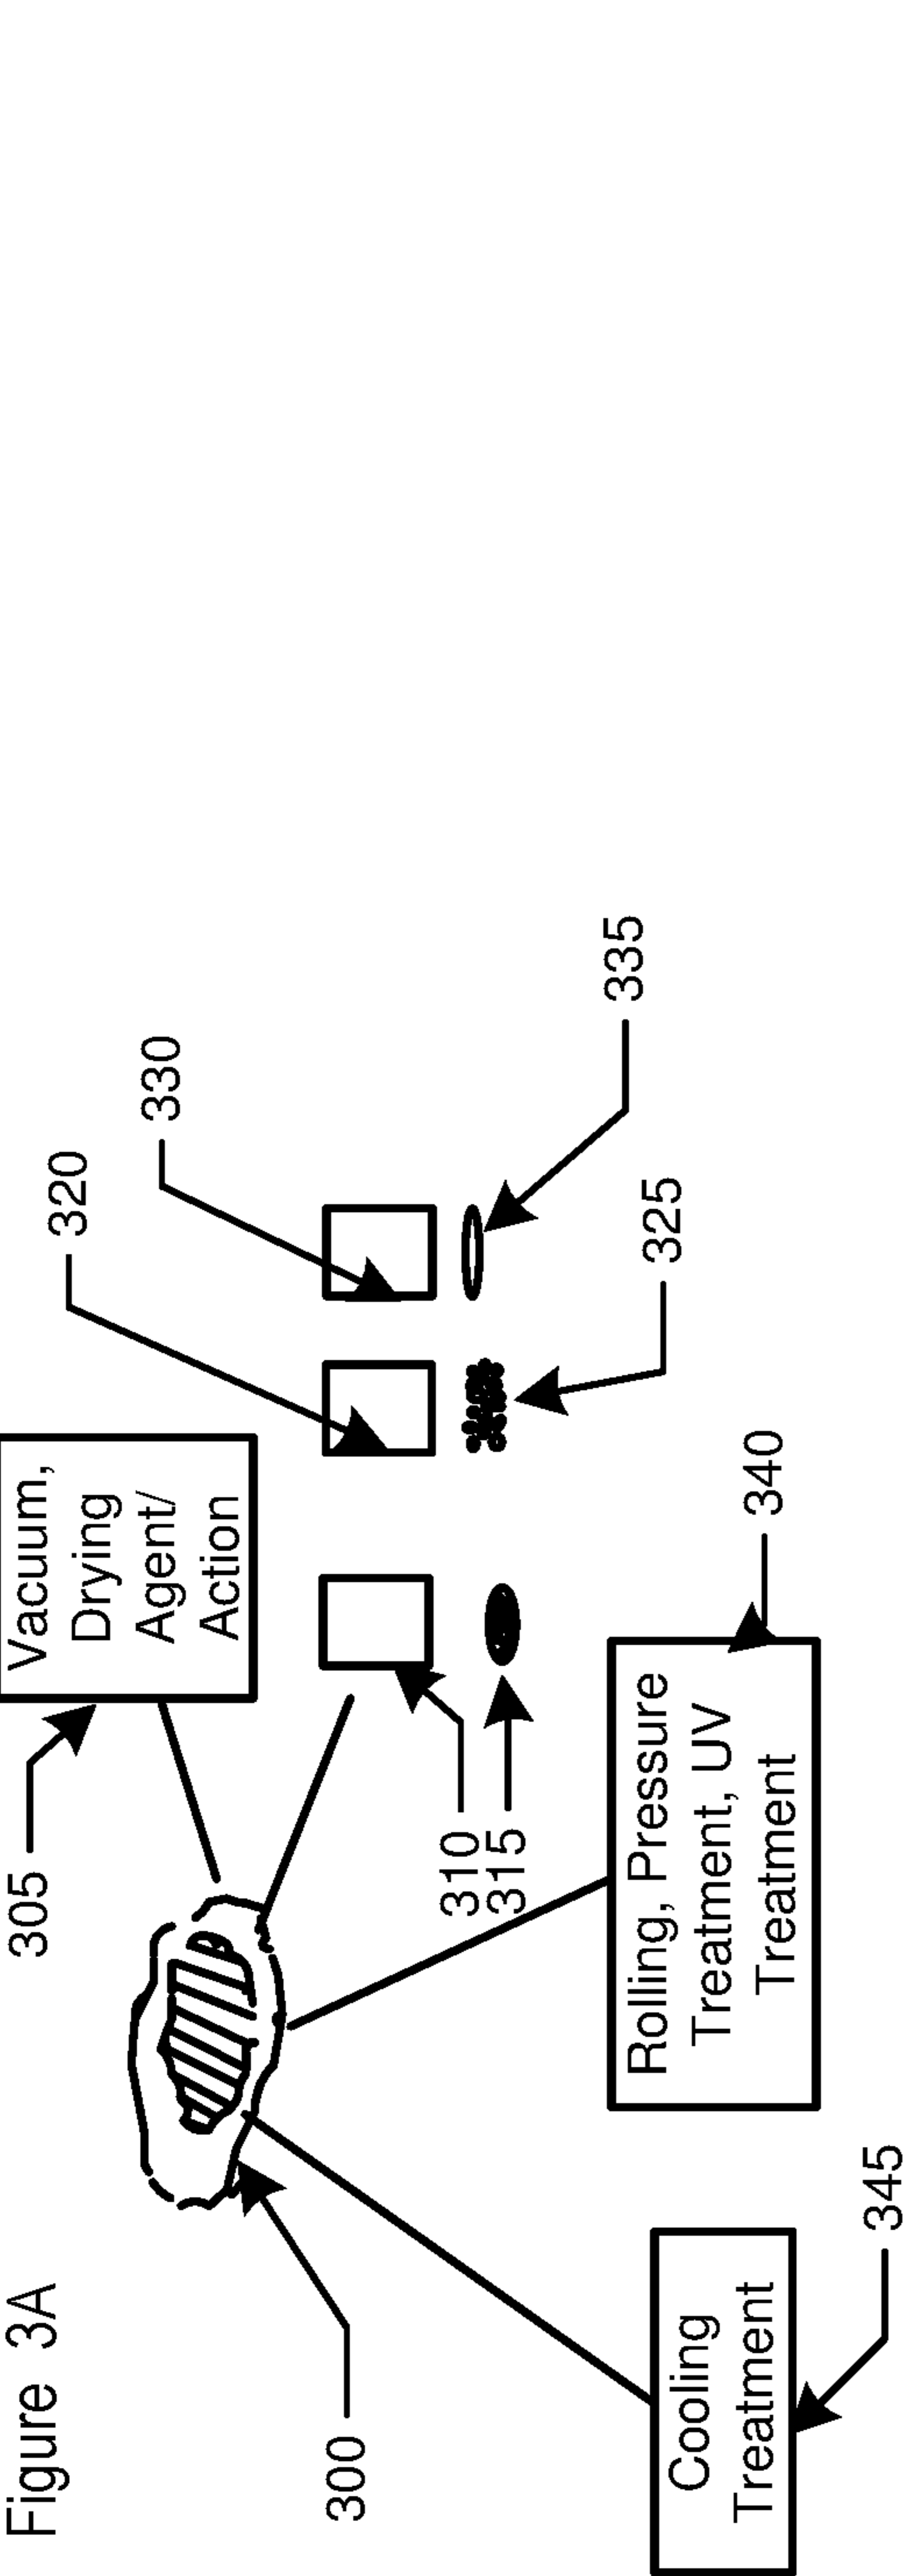 Figure 3A
305
Vacuum,
Drying
Agent/
Action
320
330
300
310
315
335
325
Rolling, Pressure
Treatment, UV
Treatment
340
Cooling
Treatment
345